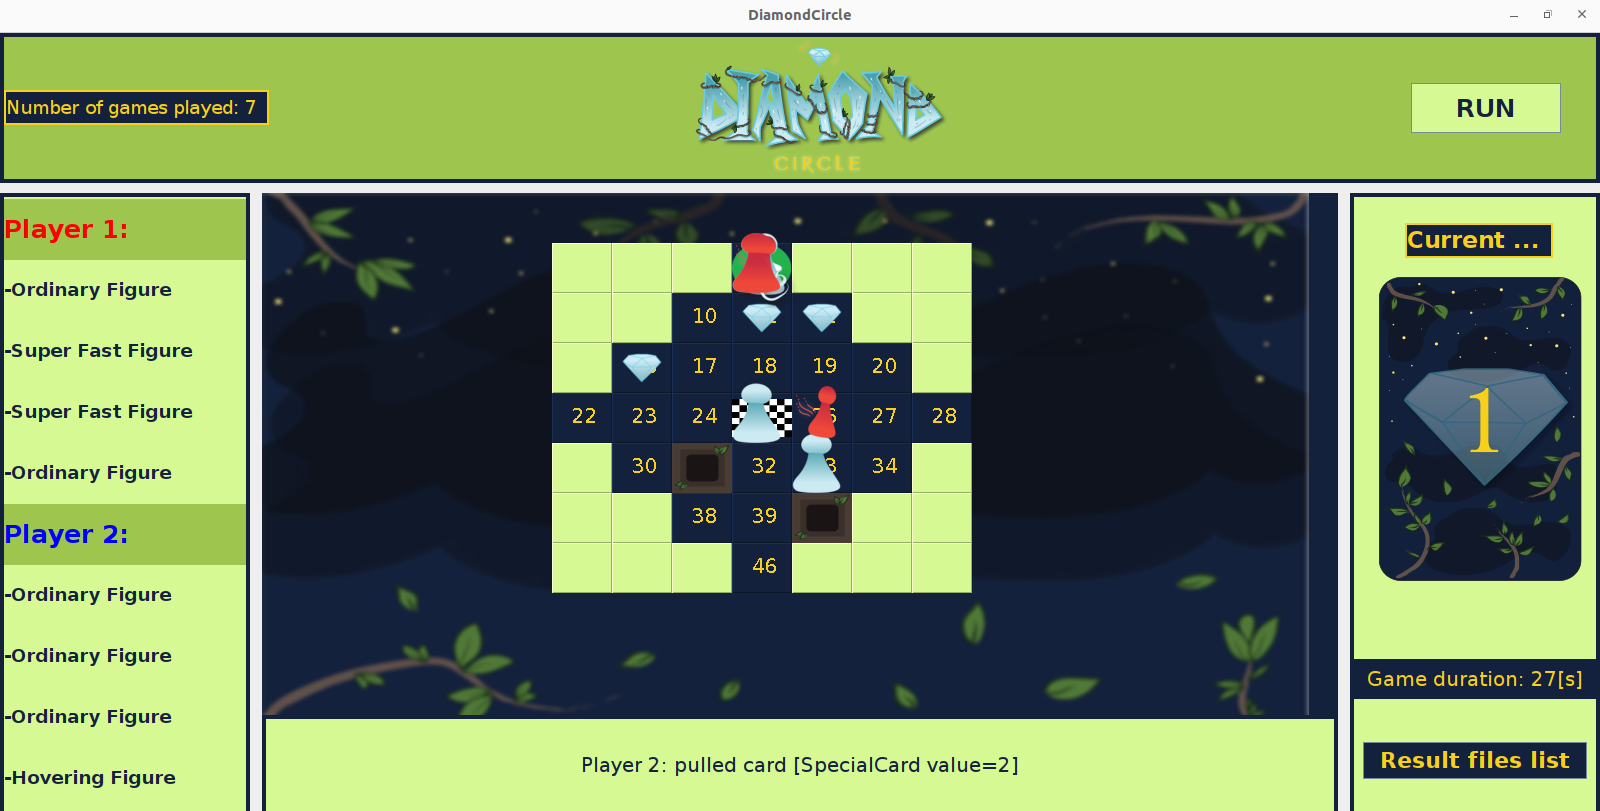 DiamondCircle
Number of games played: 7
DIAMOND
CIRCLE
RUN
Player 1:
-Ordinary Figure
-Super Fast Figure
-Super Fast Figure
-Ordinary Figure
Player 2:
-Ordinary Figure
-Ordinary Figure
-Ordinary Figure
-Hovering Figure
10
17 18 19 20
22 23 24 27 28
30 32 34
38 39
46
Player 2: pulled card [SpecialCard value=2]
Current ...
1
Game duration: 27[s]
Result files list